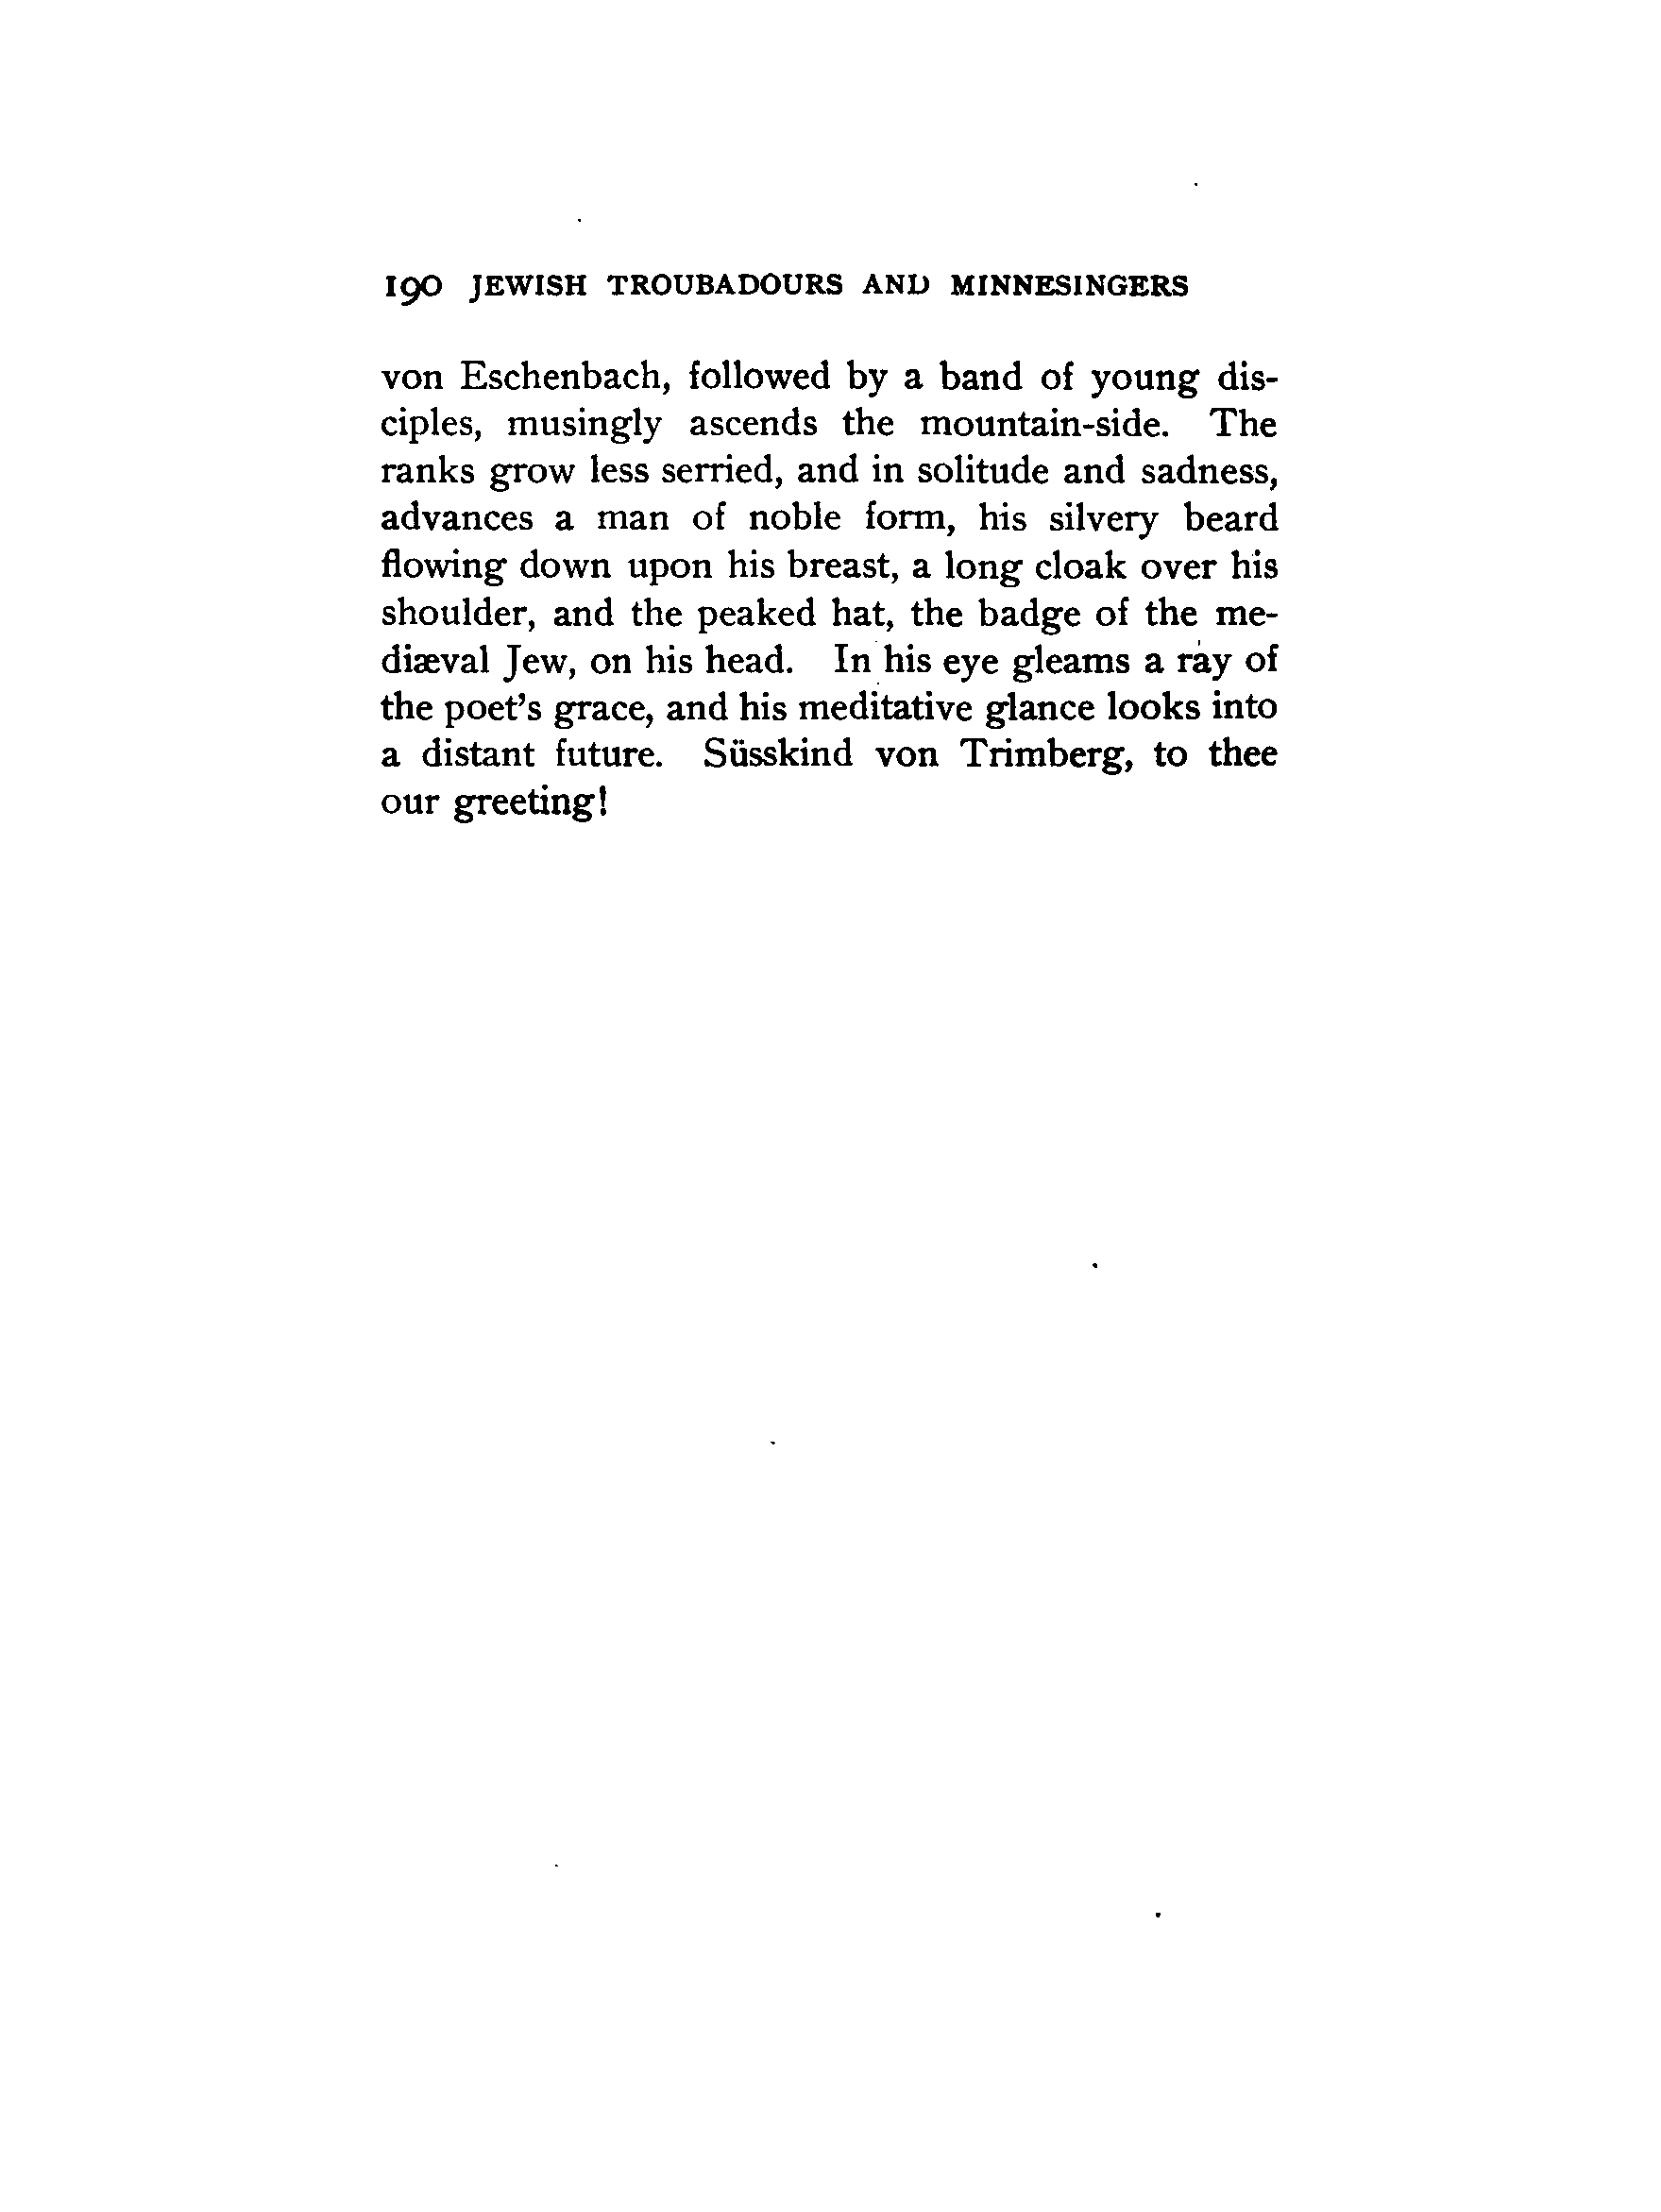 190 JEWISH TROUBADOURS AND MINNESINGERS
von Eschenbach, followed by a band of young dis-
ciples, musingly ascends the mountain-side. The
ranks grow less serried, and in solitude and sadness,
advances a man of noble form, his silvery beard
flowing down upon his breast, a long cloak over his
shoulder, and the peaked hat, the badge of the me-
diæval Jew, on his head. In his eye gleams a ray of
the poet's grace, and his meditative glance looks into
a distant future. Süsskind von Trimberg, to thee
our greeting!